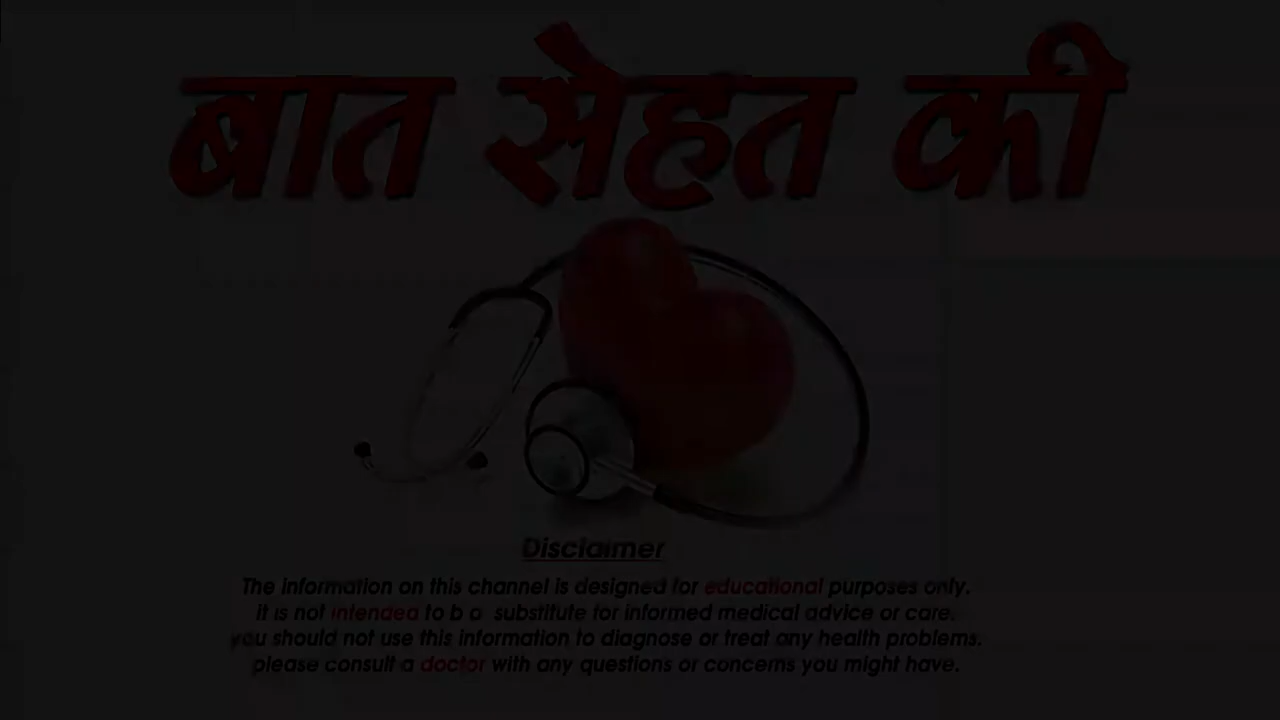 बात सेहत की
Disclaimer
The information on this channel is designed for educational purposes only.
it is not intended to b a substitute for informed medical advice or care.
you should not use this information to diagnose or treat any health problems.
please consult a doctor with any questions or concerns you might have.